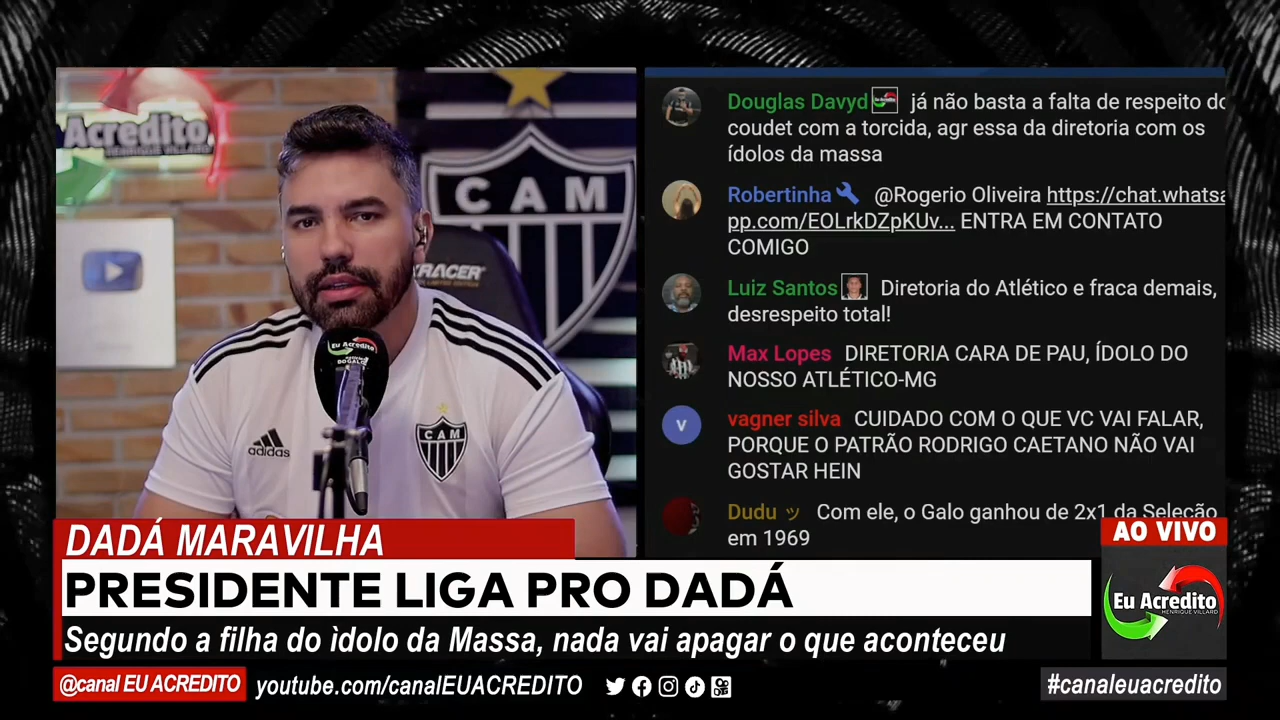 Acredito
HENRIQUE VILLARD
CAM
XRACER
Eu Acredito
adidas
CAM
Douglas Davyd já não basta a falta de respeito do
coudet com a torcida, agr essa da diretoria com os
ídolos da massa
Robertinha @Rogerio Oliveira https://chat.whatsa
pp.com/EOLrkDZpKUv... ENTRA EM CONTATO
COMIGO
Luiz Santos Diretoria do Atlético e fraca demais,
desrespeito total!
Max Lopes DIRETORIA CARA DE PAU, ÍDOLO DO
NOSSO ATLÉTICO-MG
V
vagner silva CUIDADO COM O QUE VC VAI FALAR,
PORQUE O PATRÃO RODRIGO CAETANO NÃO VAI
GOSTAR HEIN
Dudu ッ Com ele, o Galo ganhou de 2x1 da Seleção
em 1969
DADÁ MARAVILHA
PRESIDENTE LIGA PRO DADÁ
Segundo a filha do ìdolo da Massa, nada vai apagar o que aconteceu
AO VIVO
Eu Acredito
HENRIQUE VILLARD
@canal EU ACREDITO
youtube.com/canalEUACREDITO
#canaleuacredito